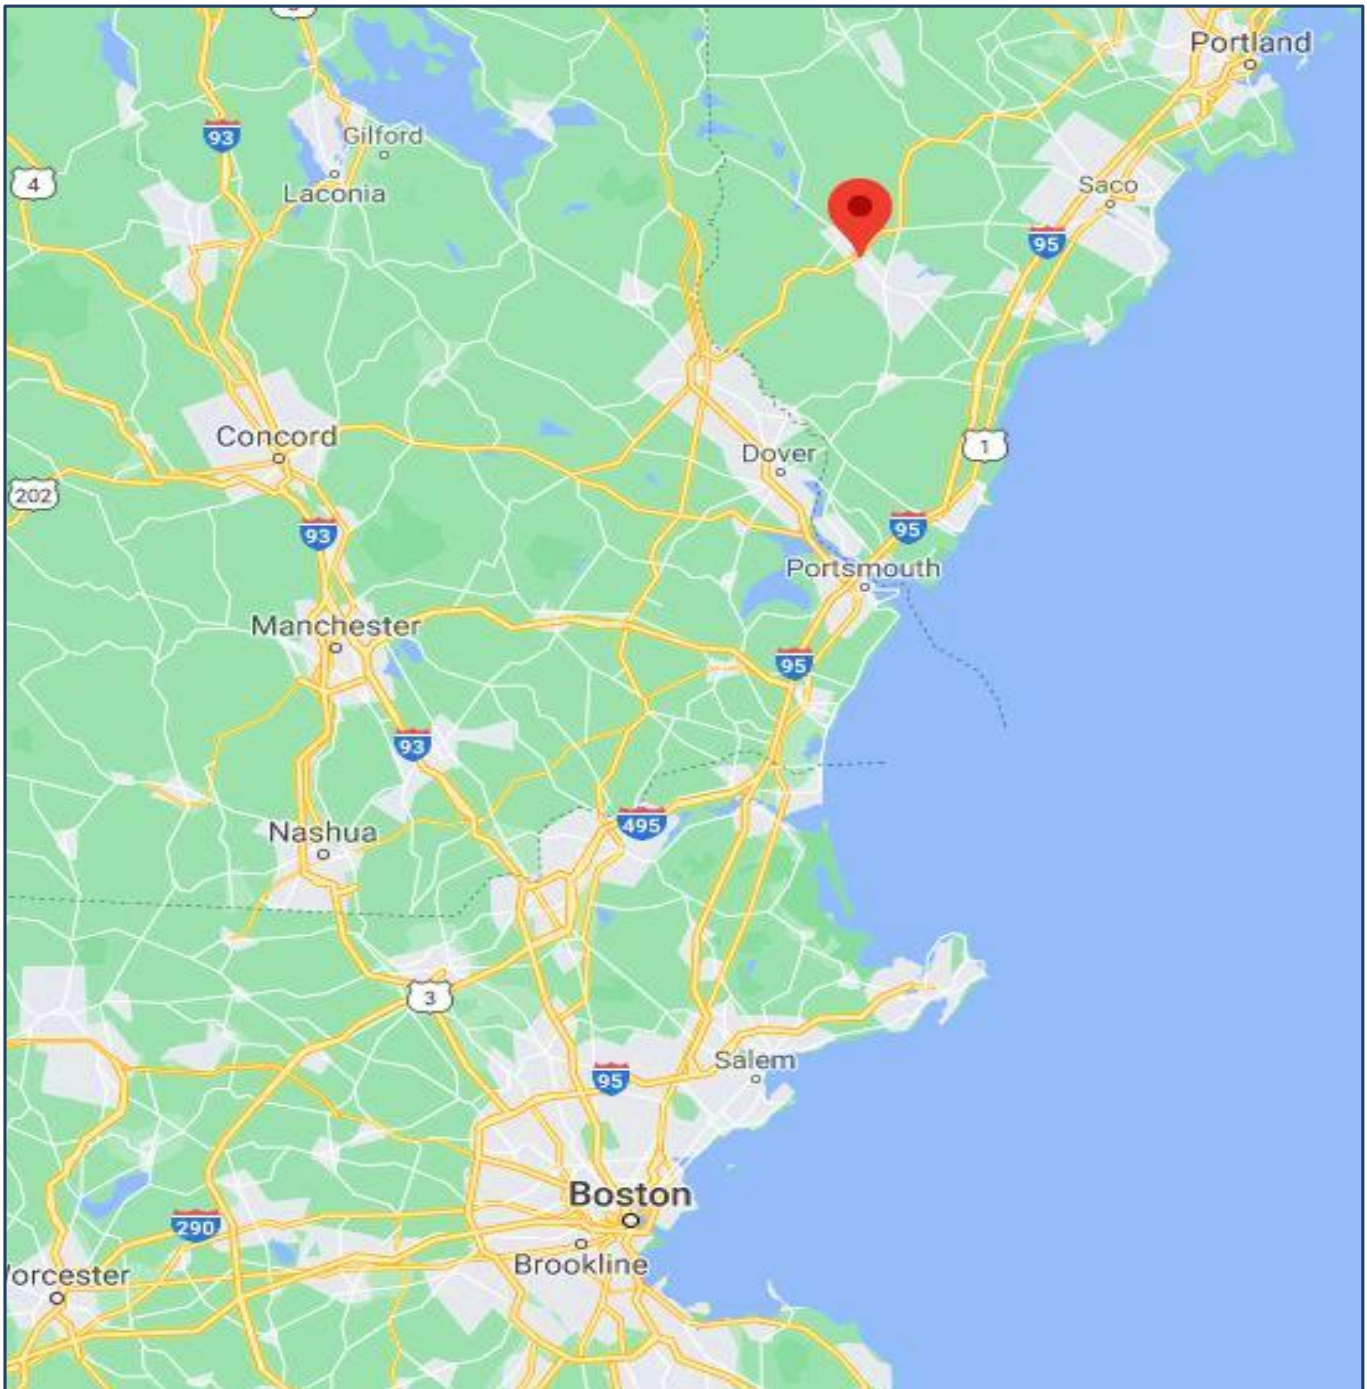 Portland
93
Gilford
4
Laconia
Saco
95
Concord
1
Dover
202
93
95
Portsmouth
Manchester
95
93
495
Nashua
3
Salem
95
Boston
290
Brookline
orcester